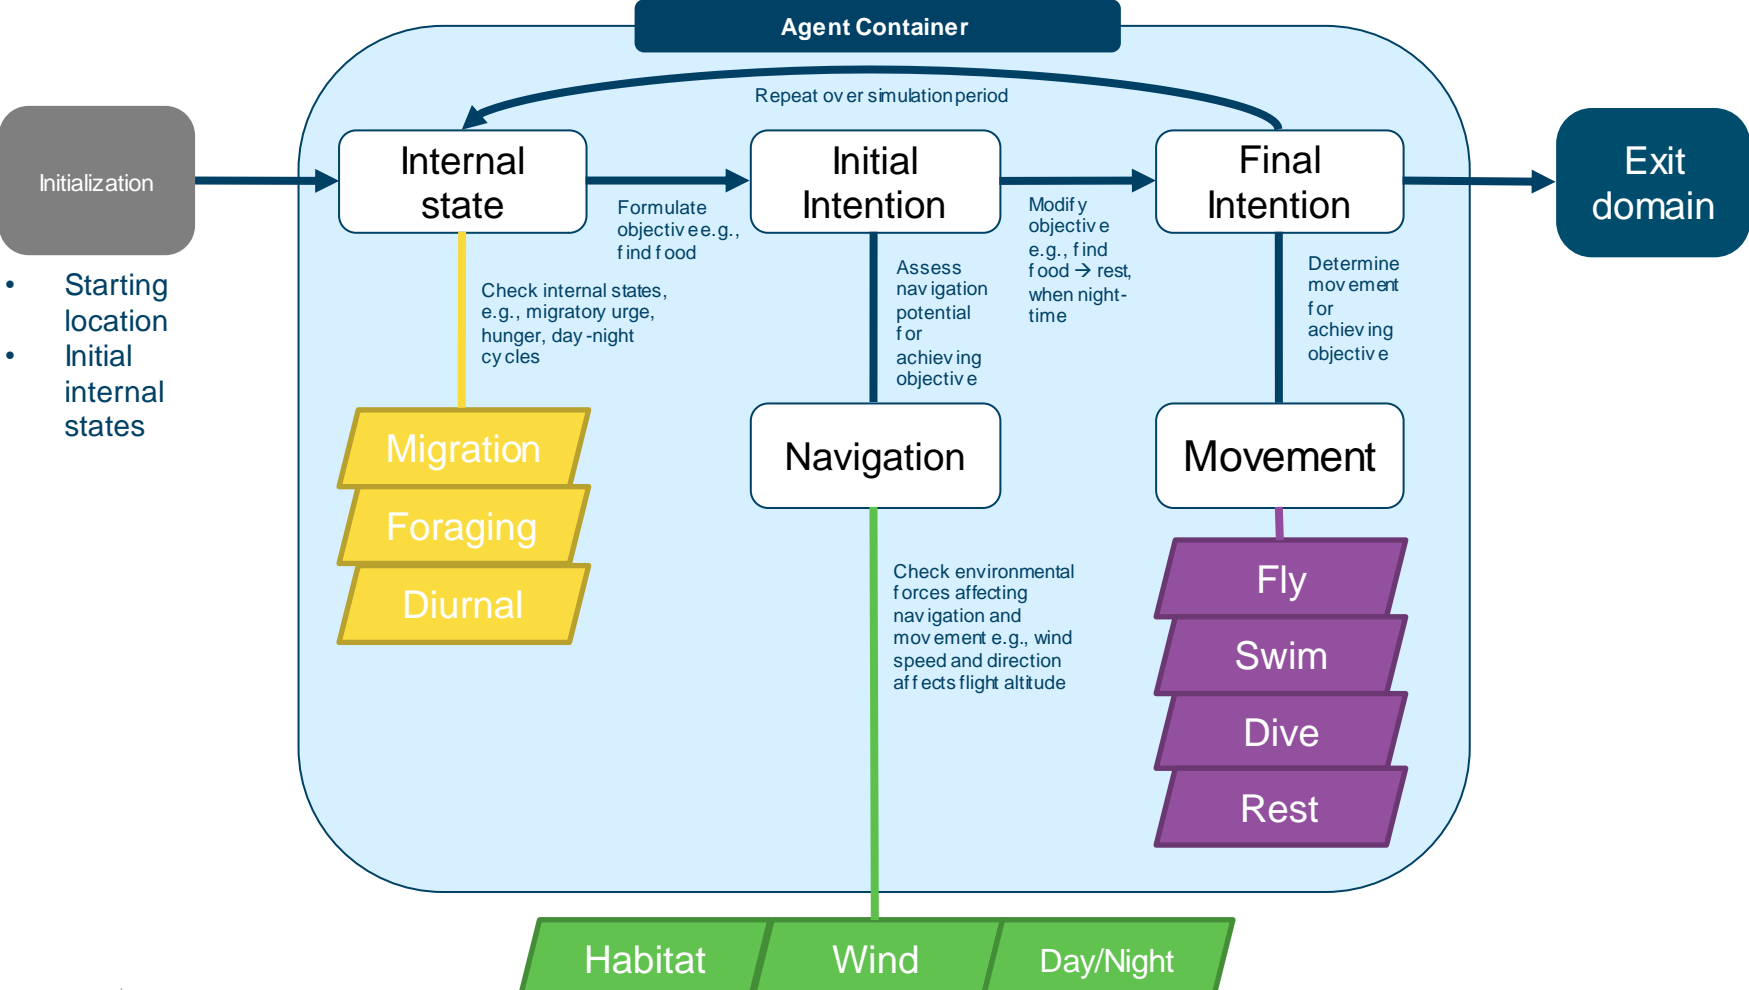 Agent Container
Repeat over simulation period
Initialization
Internal
state
Initial
Intention
Final
Intention
Exit
domain
Formulate
objective e.g.,
find food
Modify
objective
e.g., find
food → rest,
when night-
time
• Starting
location
• Initial
internal
states
Check internal states,
e.g., migratory urge,
hunger, day-night
cycles
Assess
navigation
potential
for
achieving
objective
Determine
movement
for
achieving
objective
Migration
Foraging
Diurnal
Navigation
Movement
Check environmental
forces affecting
navigation and
movement e.g., wind
speed and direction
affects flight altitude
Fly
Swim
Dive
Rest
Habitat
Wind
Day/Night